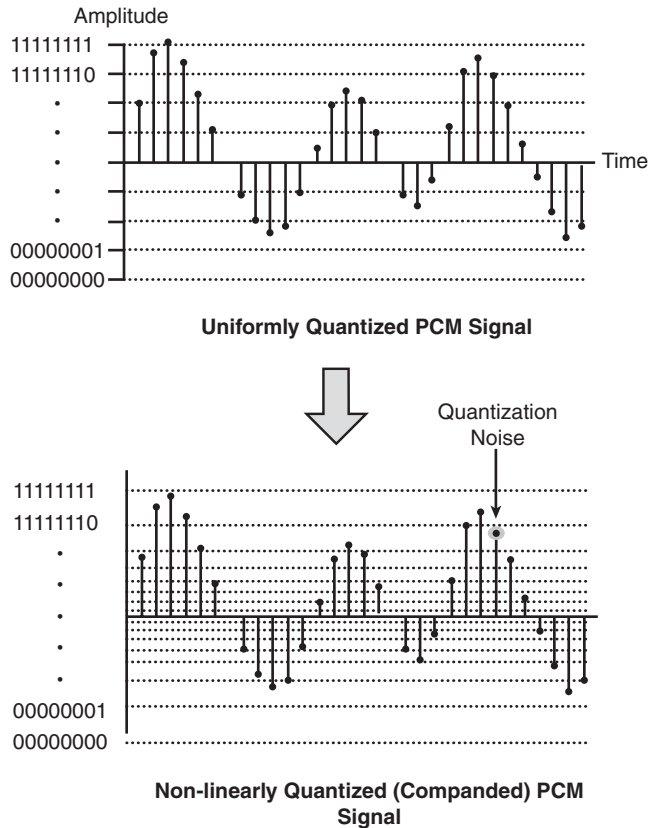 Amplitude
11111111
11111110
.
.
.
.
.
Time
00000001
00000000
Uniformly Quantized PCM Signal
Quantization
Noise
11111111
11111110
.
.
.
.
.
00000001
00000000
Non-linearly Quantized (Companded) PCM
Signal